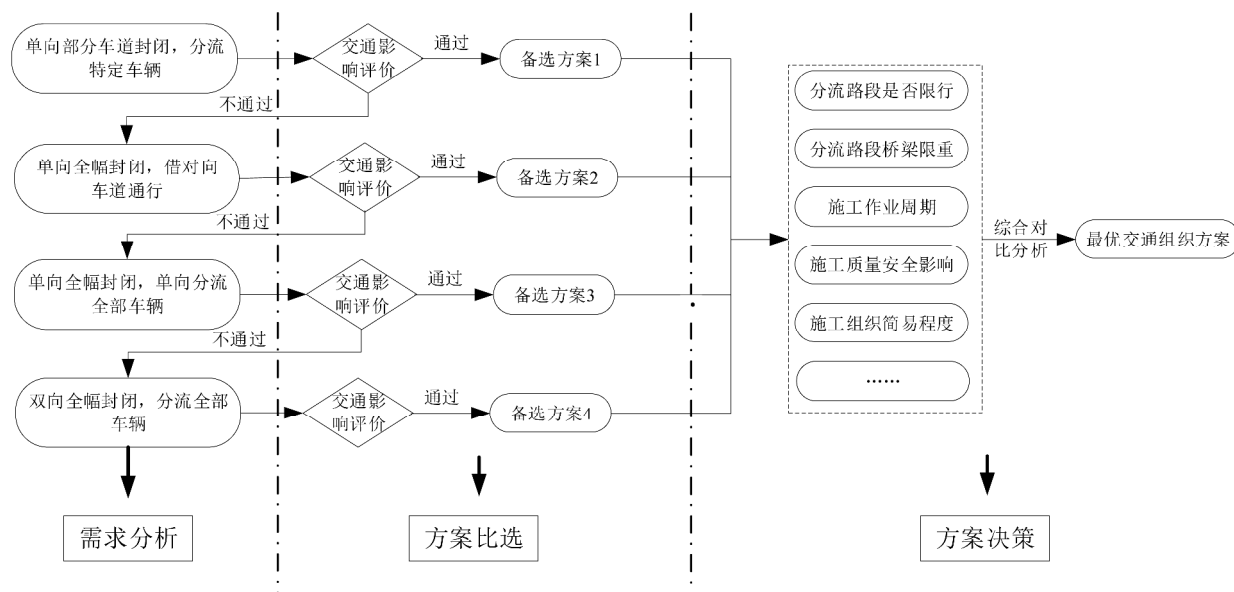 单向部分车道封闭，分流
特定车辆
交通影
响评价
通过
备选方案1
不通过
单向全幅封闭，借对向
车道通行
交通影
响评价
通过
备选方案2
不通过
单向全幅封闭，单向分流
全部车辆
交通影
响评价
通过
备选方案3
不通过
双向全幅封闭，分流全部
车辆
交通影
响评价
通过
备选方案4
分流路段是否限行
分流路段桥梁限重
施工作业周期
施工质量安全影响
施工组织简易程度
……
综合对
比分析
最优交通组织方案
需求分析
方案比选
方案决策